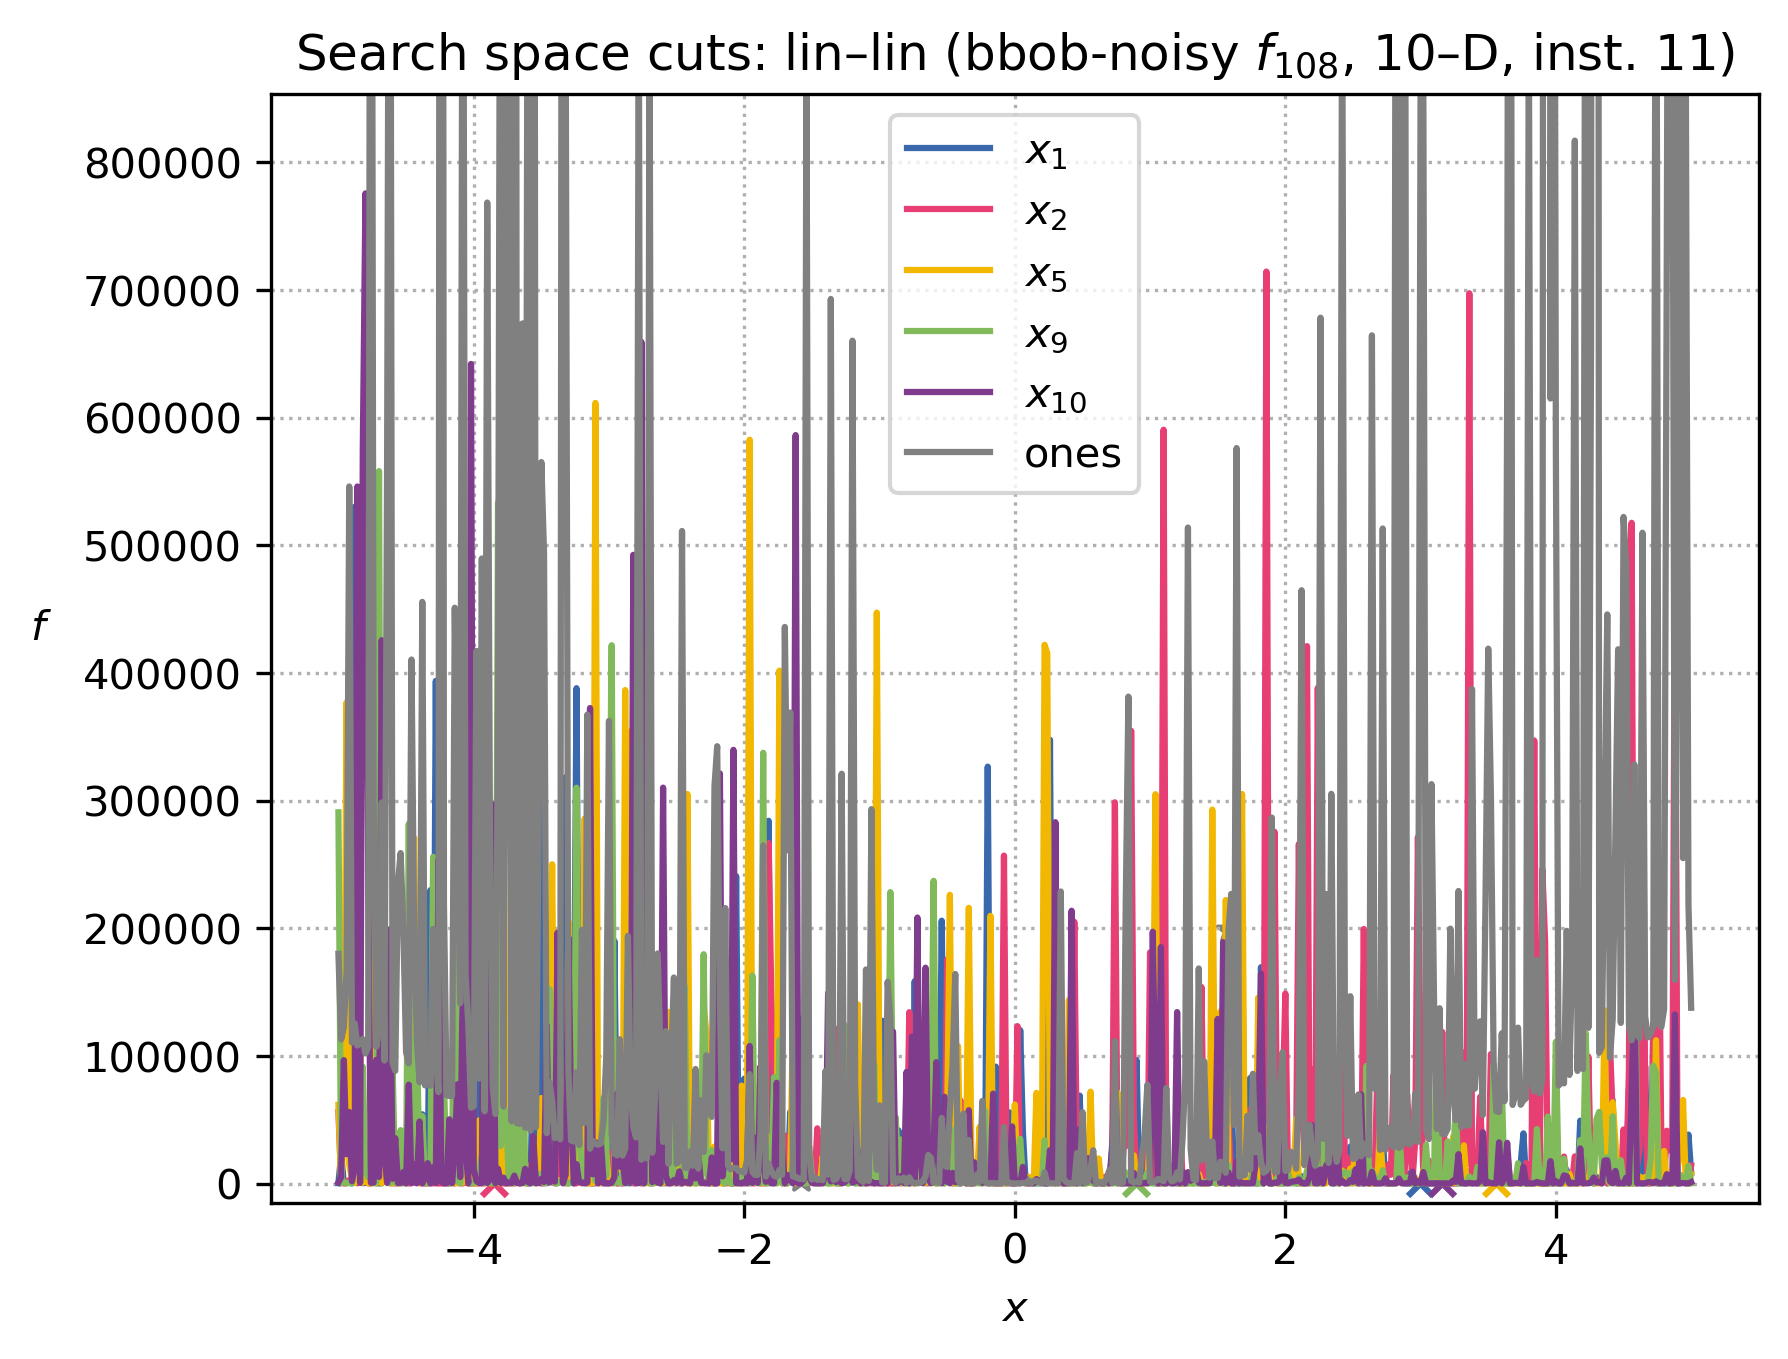 Search space cuts: lin–lin (bbob-noisy f₁₀₈, 10–D, inst. 11)
800000
700000
600000
500000
400000
300000
200000
100000
0
f
x₁
x₂
x₅
x₉
x₁₀
ones
−4 −2 0 2 4
x